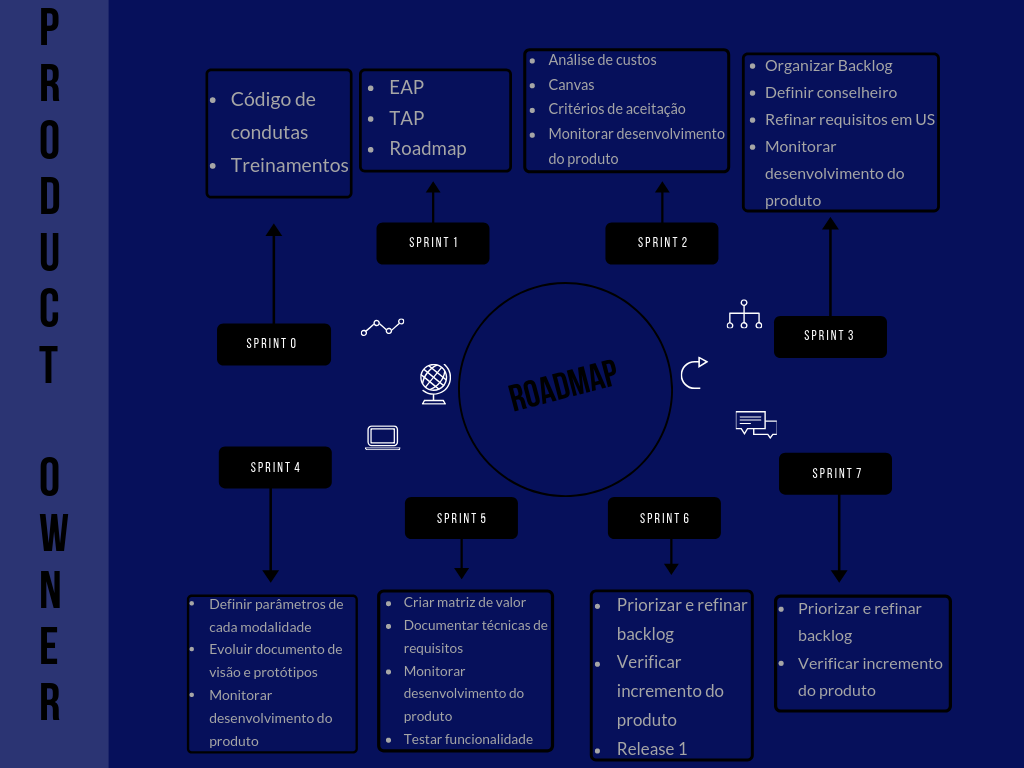 PRODUCT OWNER
Código de
condutas
Treinamentos
EAP
TAP
Roadmap
Análise de custos
Canvas
Critérios de aceitação
Monitorar desenvolvimento
do produto
Organizar Backlog
Definir conselheiro
Refinar requisitos em US
Monitorar
desenvolvimento do
produto
SPRINT 0
SPRINT 1
SPRINT 2
SPRINT 3
ROADMAP
SPRINT 4
SPRINT 5
SPRINT 6
SPRINT 7
Definir parâmetros de
cada modalidade
Evoluir documento de
visão e protótipos
Monitorar
desenvolvimento do
produto
Criar matriz de valor
Documentar técnicas de
requisitos
Monitorar
desenvolvimento do
produto
Testar funcionalidade
Priorizar e refinar
backlog
Verificar
incremento do
produto
Release 1
Priorizar e refinar
backlog
Verificar incremento
do produto